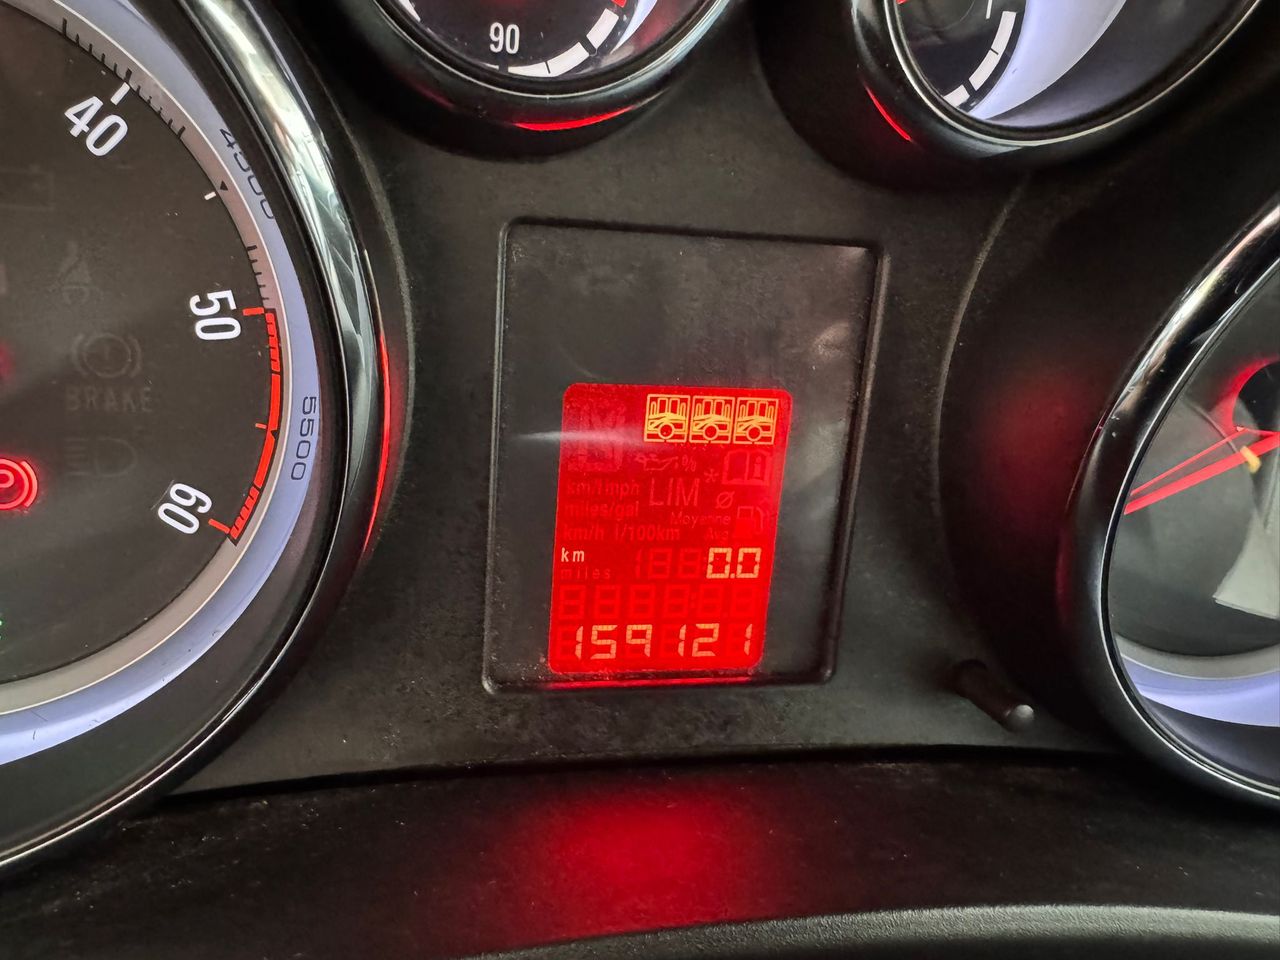 90
40
4500
50
BRAKE
5500
60
%
km/l mph LIM *
miles/gal Ø
Moyenne
km/h l/100km Avg
km 0.0
miles
159121